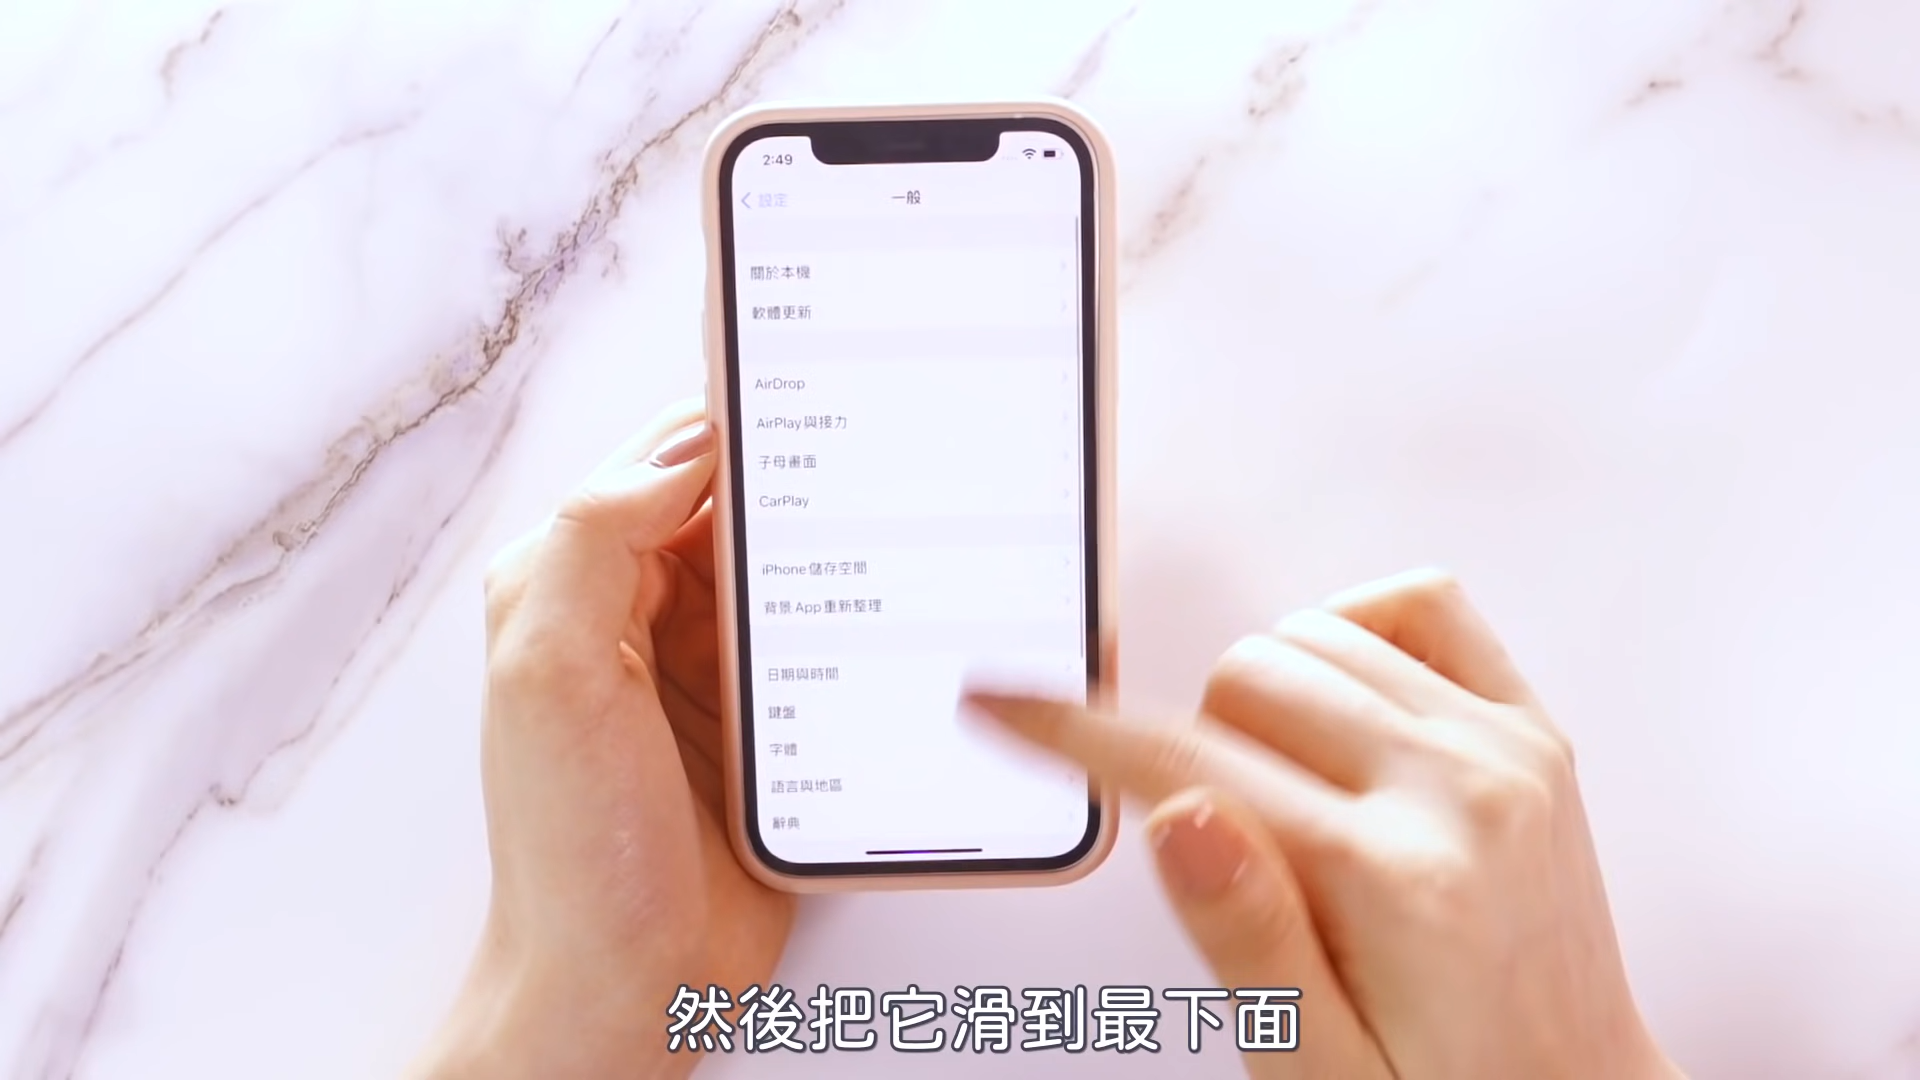 2:49
設定
一般
關於本機
軟體更新
AirDrop
AirPlay與接力
子母畫面
CarPlay
iPhone儲存空間
背景App重新整理
日期與時間
鍵盤
字體
語言與地區
辭典
然後把它滑到最下面